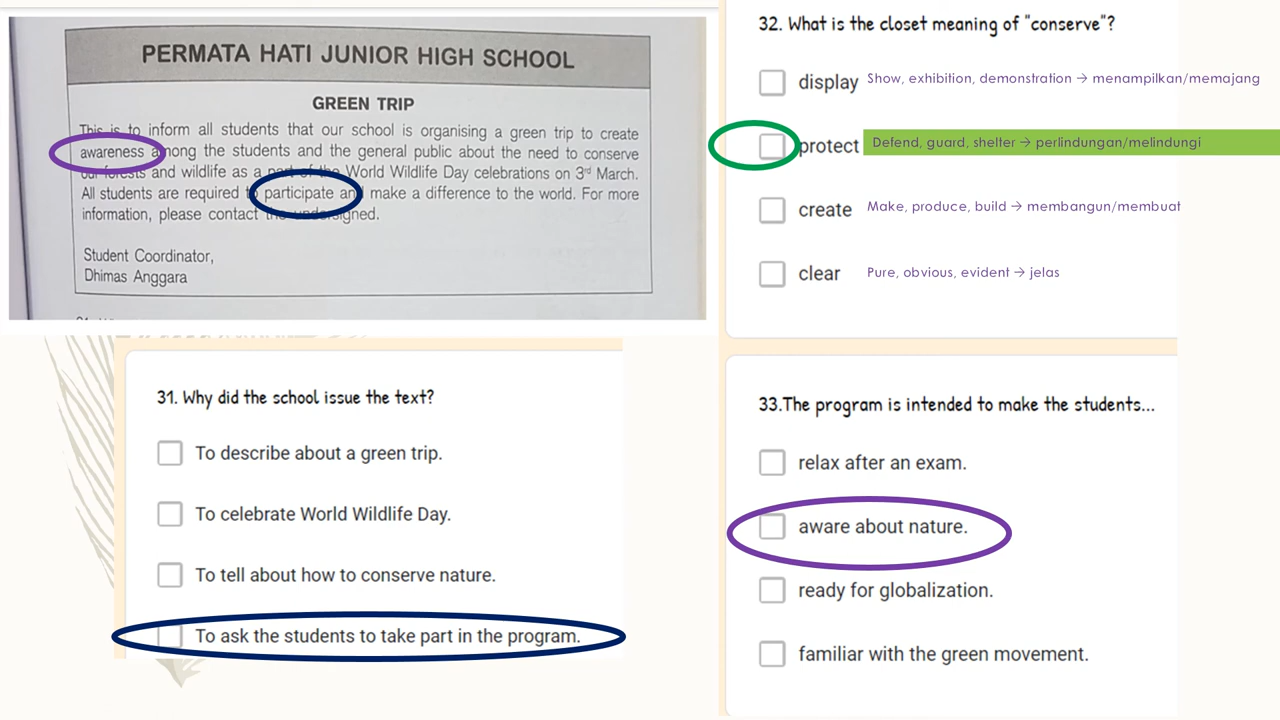 PERMATA HATI JUNIOR HIGH SCHOOL
GREEN TRIP
This is to inform all students that our school is organising a green trip to create
awareness among the students and the general public about the need to conserve
our forests and wildlife as a part of the World Wildlife Day celebrations on 3rd March.
All students are required to participate and make a difference to the world. For more
information, please contact the undersigned.
Student Coordinator,
Dhimas Anggara
31. Why did the school issue the text?
To describe about a green trip.
To celebrate World Wildlife Day.
To tell about how to conserve nature.
To ask the students to take part in the program.
32. What is the closet meaning of "conserve"?
display Show, exhibition, demonstration → menampilkan/memajang
protect Defend, guard, shelter → perlindungan/melindungi
create Make, produce, build → membangun/membuat
clear Pure, obvious, evident → jelas
33.The program is intended to make the students...
relax after an exam.
aware about nature.
ready for globalization.
familiar with the green movement.